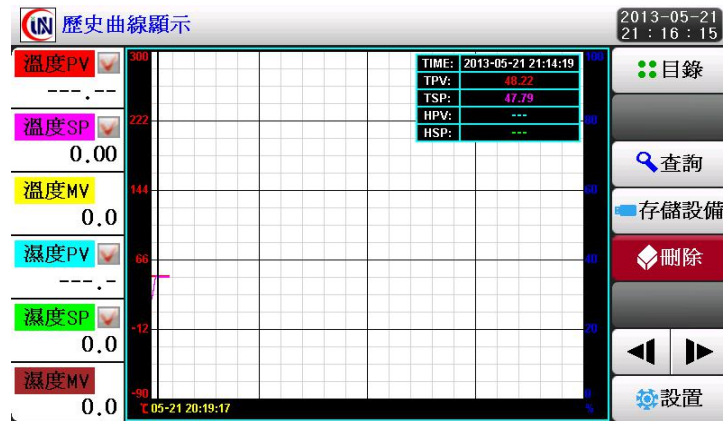 歷史曲線顯示
2013-05-21
21:16:15
溫度PV
---.--
溫度SP
0.00
溫度MV
0.0
濕度PV
---.-
濕度SP
0.0
濕度MV
0.0
300
222
144
66
-12
-90
℃
05-21 20:19:17
TIME: 2013-05-21 21:14:19
TPV: 48.22
TSP: 47.79
HPV: ---
HSP: ---
100
80
60
40
20
0
%
目錄
查詢
存儲設備
刪除
設置